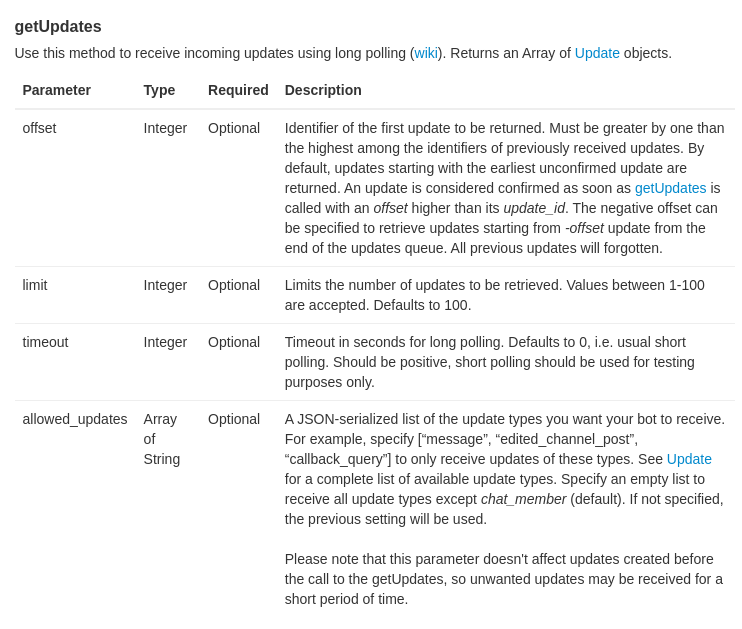 getUpdates
Use this method to receive incoming updates using long polling (wiki). Returns an Array of Update objects.
Parameter Type Required Description
offset Integer Optional Identifier of the first update to be returned. Must be greater by one than
the highest among the identifiers of previously received updates. By
default, updates starting with the earliest unconfirmed update are
returned. An update is considered confirmed as soon as getUpdates is
called with an offset higher than its update_id. The negative offset can
be specified to retrieve updates starting from -offset update from the
end of the updates queue. All previous updates will forgotten.
limit Integer Optional Limits the number of updates to be retrieved. Values between 1-100
are accepted. Defaults to 100.
timeout Integer Optional Timeout in seconds for long polling. Defaults to 0, i.e. usual short
polling. Should be positive, short polling should be used for testing
purposes only.
allowed_updates Array Optional A JSON-serialized list of the update types you want your bot to receive.
of For example, specify [“message”, “edited_channel_post”,
String “callback_query”] to only receive updates of these types. See Update
for a complete list of available update types. Specify an empty list to
receive all update types except chat_member (default). If not specified,
the previous setting will be used.
Please note that this parameter doesn't affect updates created before
the call to the getUpdates, so unwanted updates may be received for a
short period of time.